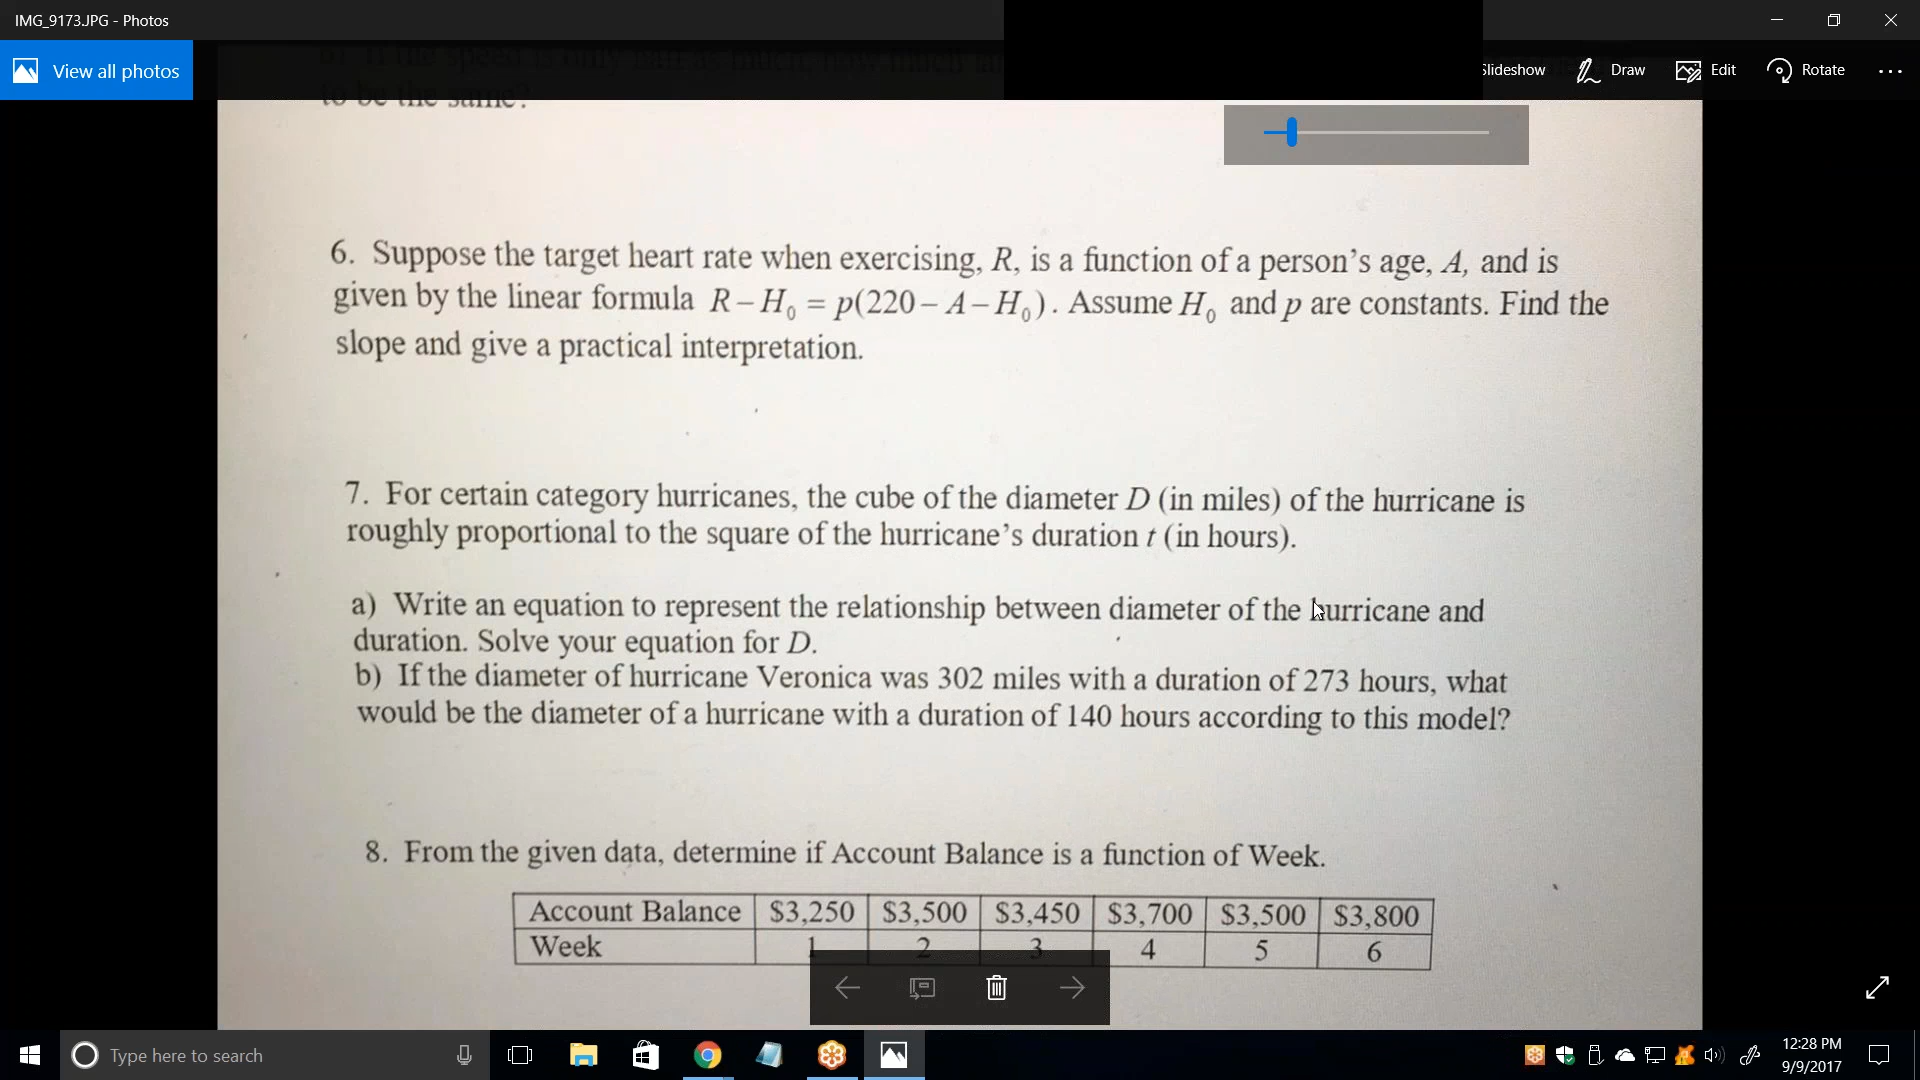 IMG_9173.JPG - Photos
View all photos
Slideshow
Draw
Edit
Rotate
to be the same?
6. Suppose the target heart rate when exercising, R, is a function of a person's age, A, and is
given by the linear formula R – H₀ = p(220 – A – H₀). Assume H₀ and p are constants. Find the
slope and give a practical interpretation.
7. For certain category hurricanes, the cube of the diameter D (in miles) of the hurricane is
roughly proportional to the square of the hurricane's duration t (in hours).
a) Write an equation to represent the relationship between diameter of the hurricane and
duration. Solve your equation for D.
b) If the diameter of hurricane Veronica was 302 miles with a duration of 273 hours, what
would be the diameter of a hurricane with a duration of 140 hours according to this model?
8. From the given data, determine if Account Balance is a function of Week.
Account Balance $3,250 $3,500 $3,450 $3,700 $3,500 $3,800
Week 1 2 3 4 5 6
Type here to search
12:28 PM
9/9/2017